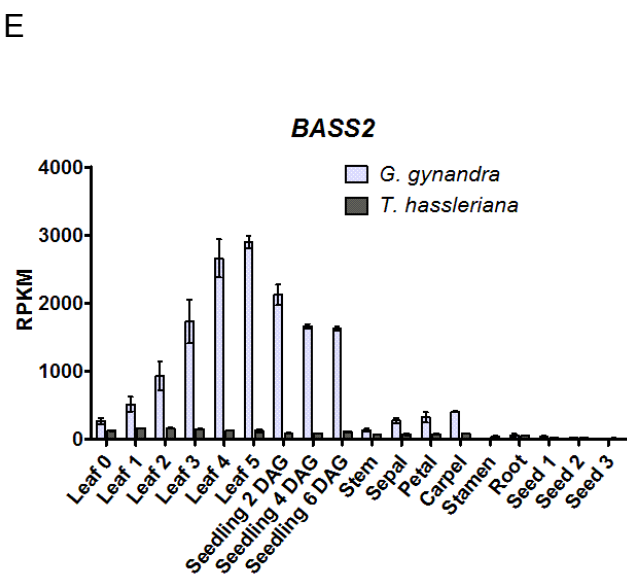 E
BASS2
G. gynandra
T. hassleriana
RPKM
4000
3000
2000
1000
0
Leaf 0
Leaf 1
Leaf 2
Leaf 3
Leaf 4
Leaf 5
Seedling 2 DAG
Seedling 4 DAG
Seedling 6 DAG
Stem
Sepal
Petal
Carpel
Stamen
Root
Seed 1
Seed 2
Seed 3